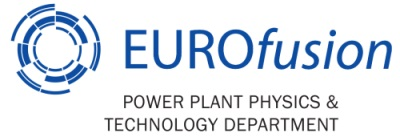 EUROfusion
POWER PLANT PHYSICS &
TECHNOLOGY DEPARTMENT